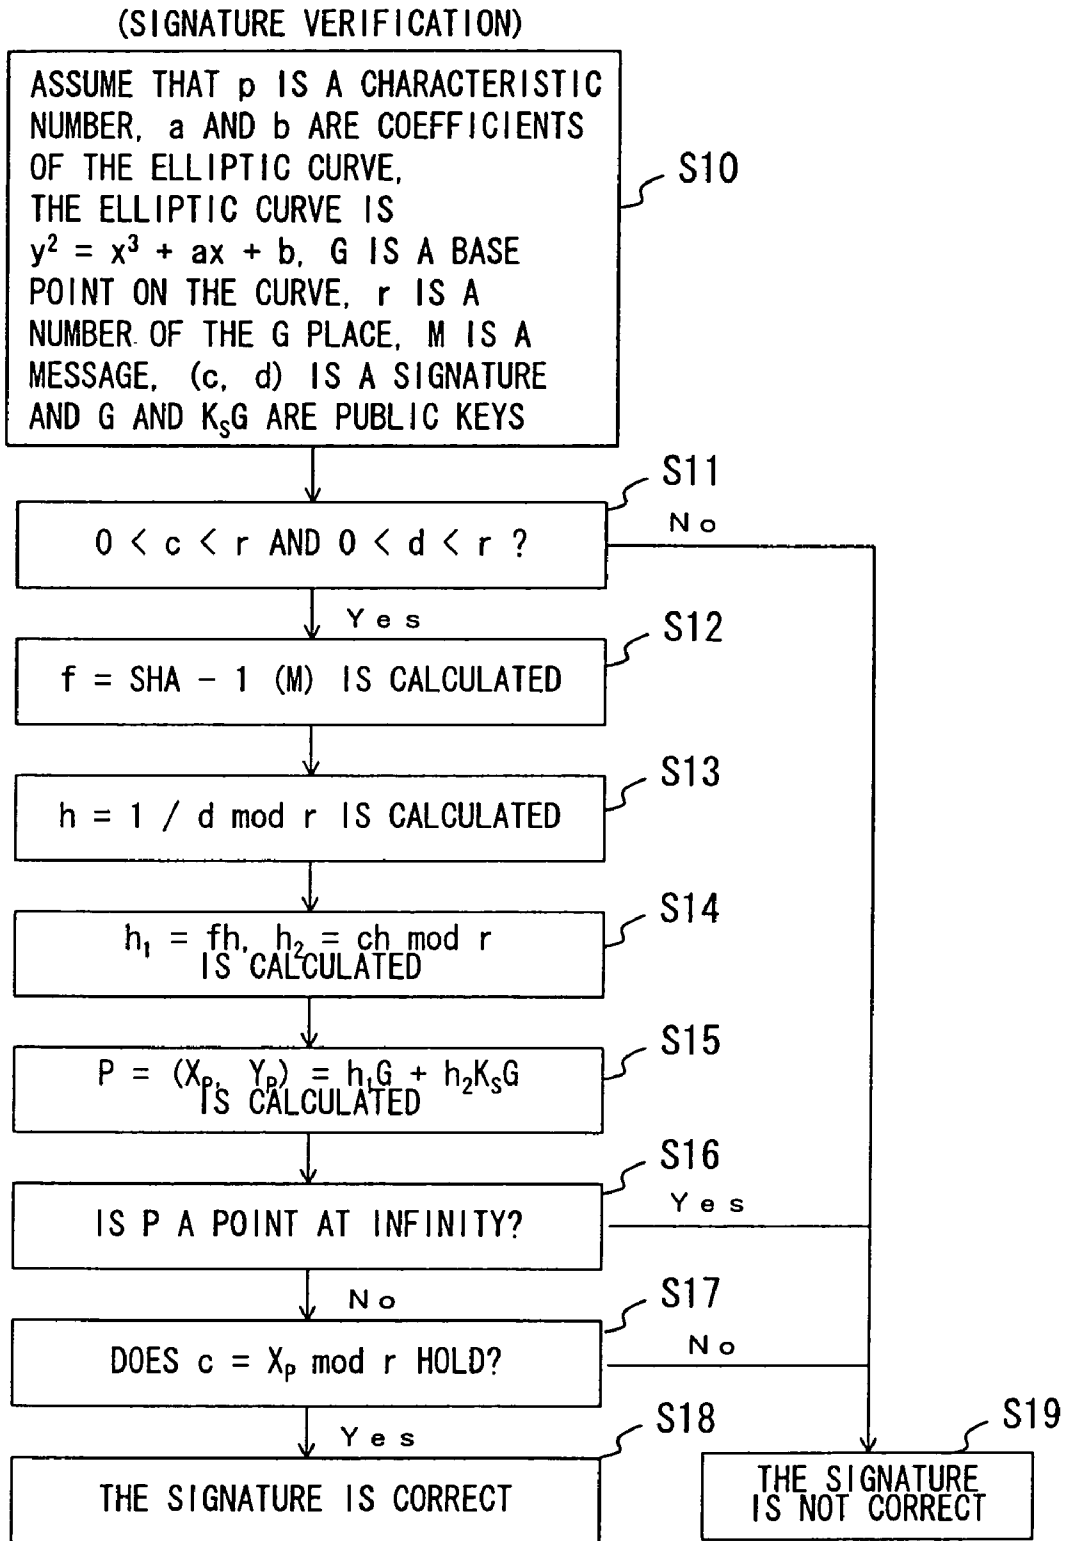 (SIGNATURE VERIFICATION)
ASSUME THAT p IS A CHARACTERISTIC
NUMBER, a AND b ARE COEFFICIENTS
OF THE ELLIPTIC CURVE,
THE ELLIPTIC CURVE IS
y² = x³ + ax + b, G IS A BASE
POINT ON THE CURVE, r IS A
NUMBER OF THE G PLACE, M IS A
MESSAGE, (c, d) IS A SIGNATURE
AND G AND KₛG ARE PUBLIC KEYS
S10
S11
0 < c < r AND 0 < d < r ?
No
Yes
S12
f = SHA - 1 (M) IS CALCULATED
S13
h = 1 / d mod r IS CALCULATED
S14
h₁ = fh, h₂ = ch mod r
IS CALCULATED
S15
P = (Xₚ, Yₚ) = h₁G + h₂KₛG
IS CALCULATED
S16
IS P A POINT AT INFINITY?
Yes
No
S17
DOES c = Xₚ mod r HOLD?
No
Yes
S18
THE SIGNATURE IS CORRECT
S19
THE SIGNATURE
IS NOT CORRECT